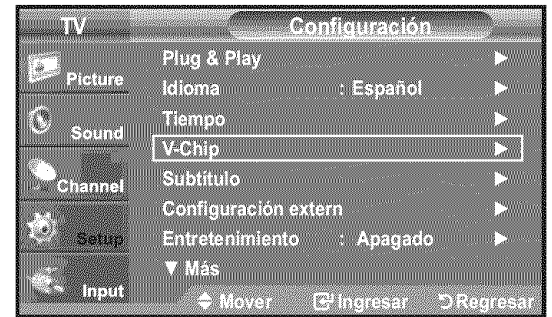 TV
Configuración
Picture
Sound
Channel
Setup
Input
Plug & Play
Idioma : Español
Tiempo
V-Chip
Subtítulo
Configuración extern
Entretenimiento : Apagado
▼ Más
Mover Ingresar Regresar